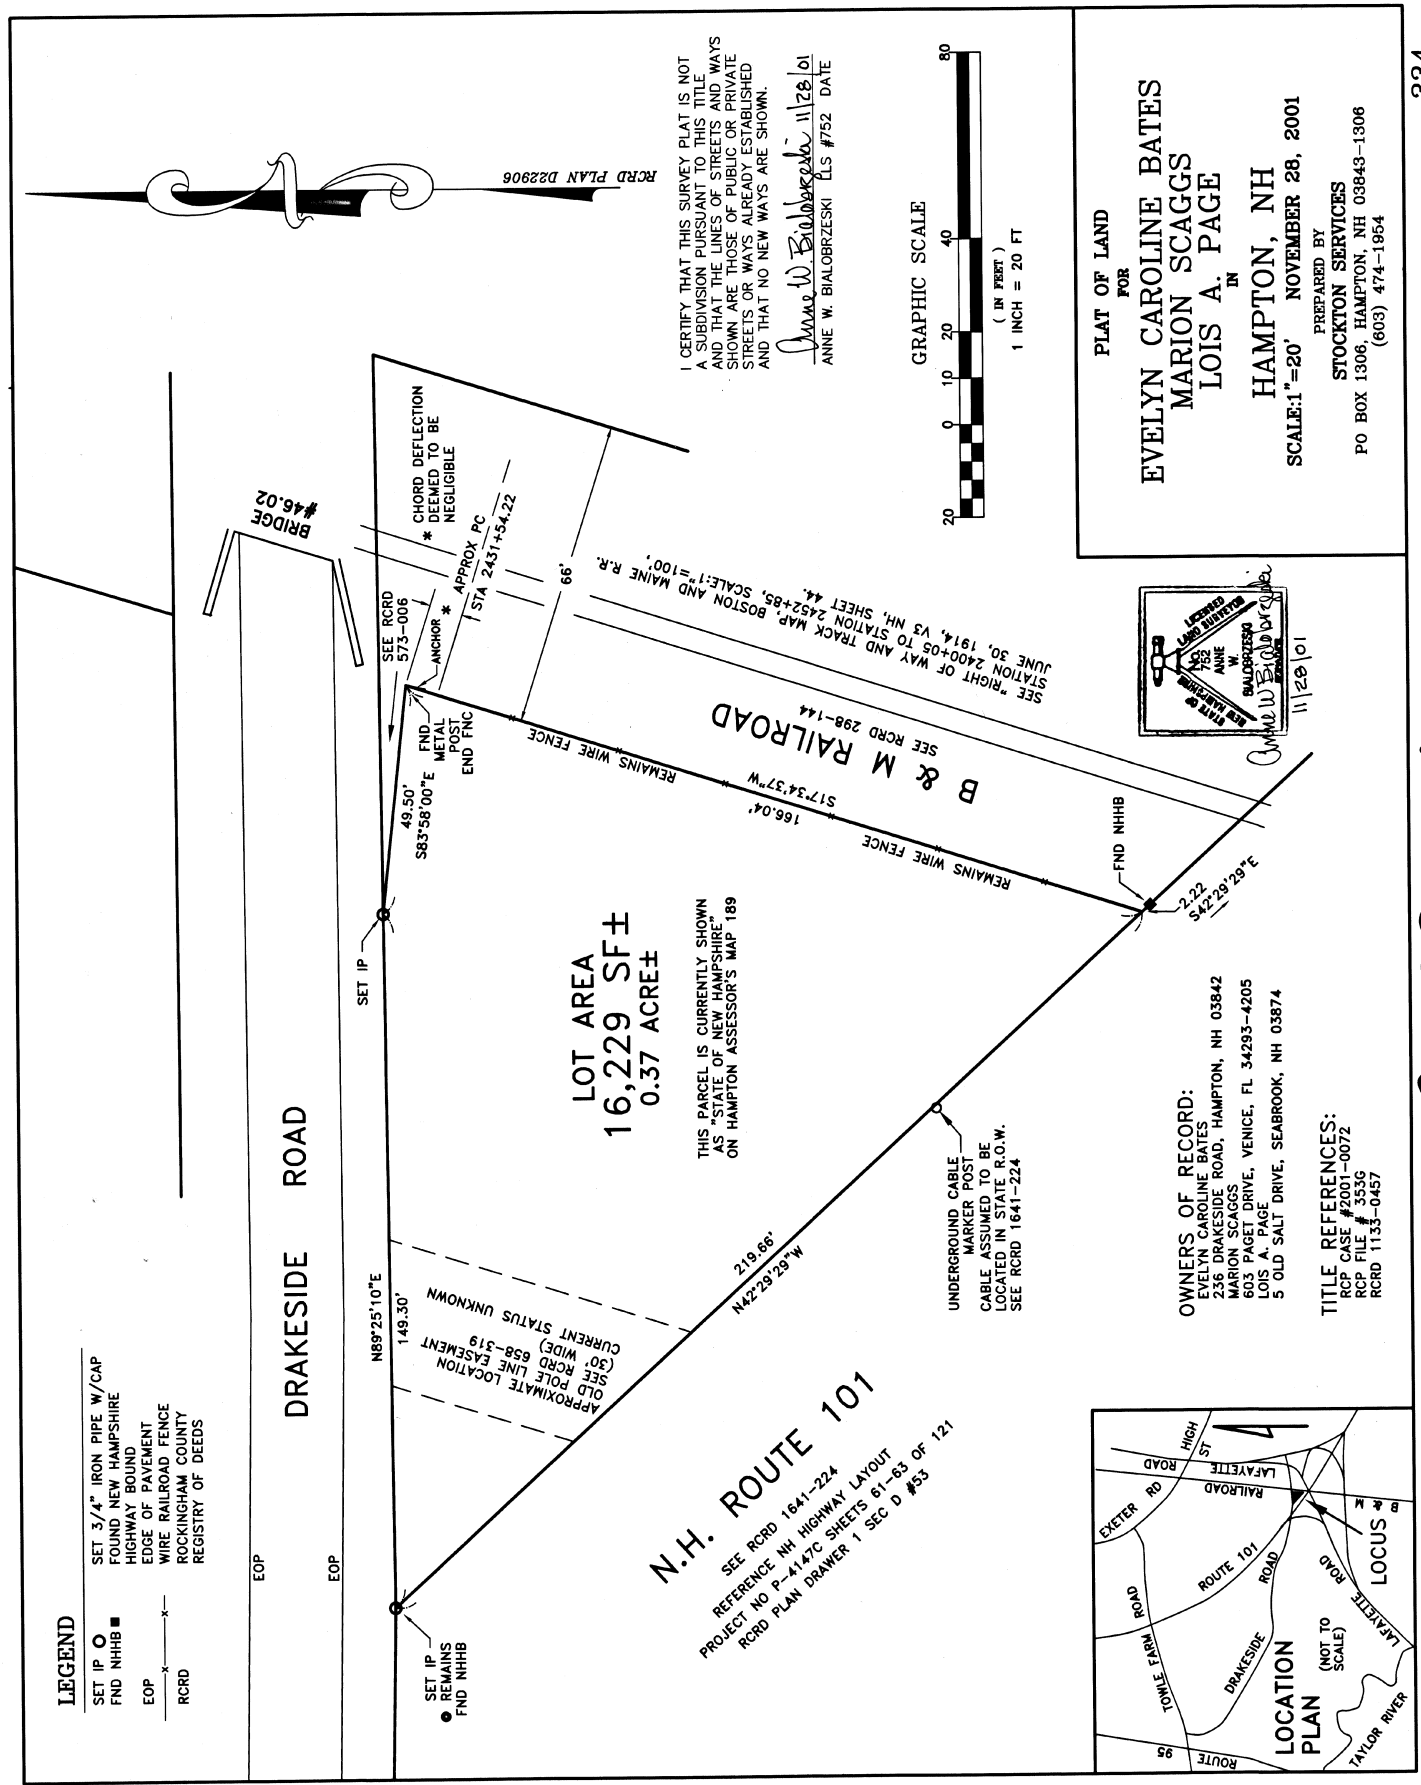 LEGEND
SET IP SET 3/4" IRON PIPE W/CAP
FND NHHB FOUND NEW HAMPSHIRE
HIGHWAY BOUND
EOP EDGE OF PAVEMENT
—x—x— WIRE RAILROAD FENCE
RCRD ROCKINGHAM COUNTY
REGISTRY OF DEEDS
RCRD PLAN D22906
EOP
EOP
DRAKESIDE ROAD
BRIDGE
#46.02
SET IP
REMAINS
FND NHHB
N89°25'10"E
149.30'
SET IP
49.50'
S83°58'00"E
SEE RCRD
573-006
ANCHOR
FND
METAL
POST
END FNC
* CHORD DEFLECTION
DEEMED TO BE
NEGLIGIBLE
* APPROX PC
STA 2431+54.22
66'
REMAINS WIRE FENCE
S17°34'37"W
166.04'
REMAINS WIRE FENCE
B & M RAILROAD
SEE RCRD 298-144
SEE "RIGHT OF WAY AND TRACK MAP, BOSTON AND MAINE R.R.
STATION 2400+05 TO STATION 2452+85, SCALE:1"=100',
JUNE 30, 1914, V3 NH, SHEET 44.
FND NHHB
2.22
S42°29'29"E
LOT AREA
16,229 SF±
0.37 ACRE±
THIS PARCEL IS CURRENTLY SHOWN
AS "STATE OF NEW HAMPSHIRE"
ON HAMPTON ASSESSOR'S MAP 189
APPROXIMATE LOCATION
OLD POLE LINE EASEMENT
SEE RCRD 658-319
(30' WIDE)
CURRENT STATUS UNKNOWN
219.66'
N42°29'29"W
UNDERGROUND CABLE
MARKER POST
CABLE ASSUMED TO BE
LOCATED IN STATE R.O.W.
SEE RCRD 1641-224
N.H. ROUTE 101
SEE RCRD 1641-224
REFERENCE NH HIGHWAY LAYOUT
PROJECT NO P-4147C SHEETS 61-63 OF 121
RCRD PLAN DRAWER 1 SEC D #53
I CERTIFY THAT THIS SURVEY PLAT IS NOT
A SUBDIVISION PURSUANT TO THIS TITLE
AND THAT THE LINES OF STREETS AND WAYS
SHOWN ARE THOSE OF PUBLIC OR PRIVATE
STREETS OR WAYS ALREADY ESTABLISHED
AND THAT NO NEW WAYS ARE SHOWN.
Anne W. Bialobrzeski 11/28/01
ANNE W. BIALOBRZESKI LLS #752 DATE
GRAPHIC SCALE
20 0 10 20 40 80
( IN FEET )
1 INCH = 20 FT
OWNERS OF RECORD:
EVELYN CAROLINE BATES
236 DRAKESIDE ROAD, HAMPTON, NH 03842
MARION SCAGGS
603 PAGET DRIVE, VENICE, FL 34293-4205
LOIS A. PAGE
5 OLD SALT DRIVE, SEABROOK, NH 03874
TITLE REFERENCES:
RCP CASE #2001-0072
RCP FILE # 353G
RCRD 1133-0457
STATE OF
NEW HAMPSHIRE
LICENSED
LAND SURVEYOR
NO.
752
ANNE
W.
BIALOBRZESKI
Anne W Bialobrzeski
11/28/01
LOCATION
PLAN
(NOT TO
SCALE)
LOCUS
EXETER RD
HIGH ST
LAFAYETTE ROAD
RAILROAD
B & M
ROUTE 101
DRAKESIDE ROAD
TOWLE FARM ROAD
LAFAYETTE ROAD
ROUTE 95
TAYLOR RIVER
PLAT OF LAND
FOR
EVELYN CAROLINE BATES
MARION SCAGGS
LOIS A. PAGE
IN
HAMPTON, NH
SCALE:1"=20' NOVEMBER 28, 2001
PREPARED BY
STOCKTON SERVICES
PO BOX 1306, HAMPTON, NH 03843-1306
(603) 474-1954